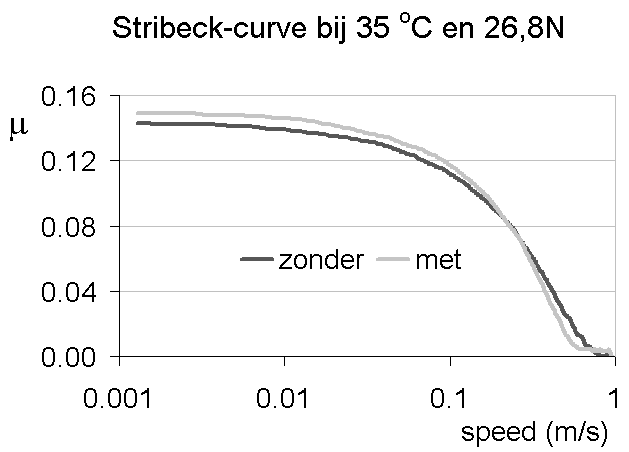 Stribeck-curve bij 35 °C en 26,8N
0.16
μ
0.12
0.08
zonder met
0.04
0.00
0.001 0.01 0.1 1
speed (m/s)